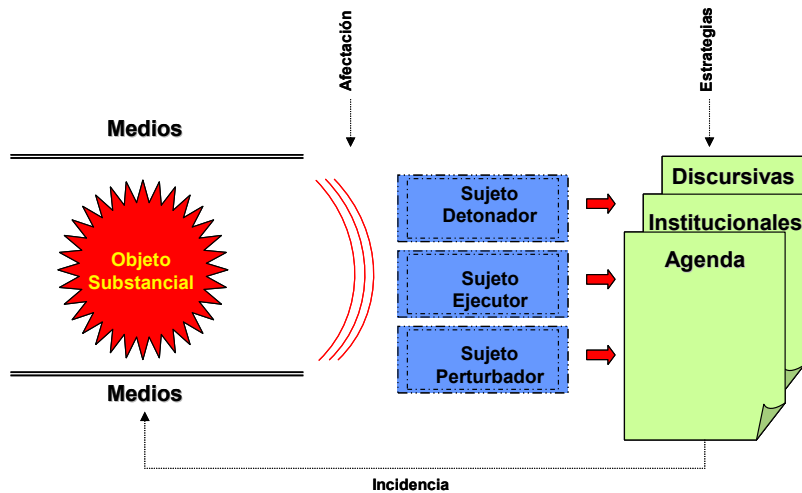 Afectación
Estrategias
Medios
Objeto
Substancial
Medios
Sujeto
Detonador
Sujeto
Ejecutor
Sujeto
Perturbador
Discursivas
Institucionales
Agenda
Incidencia